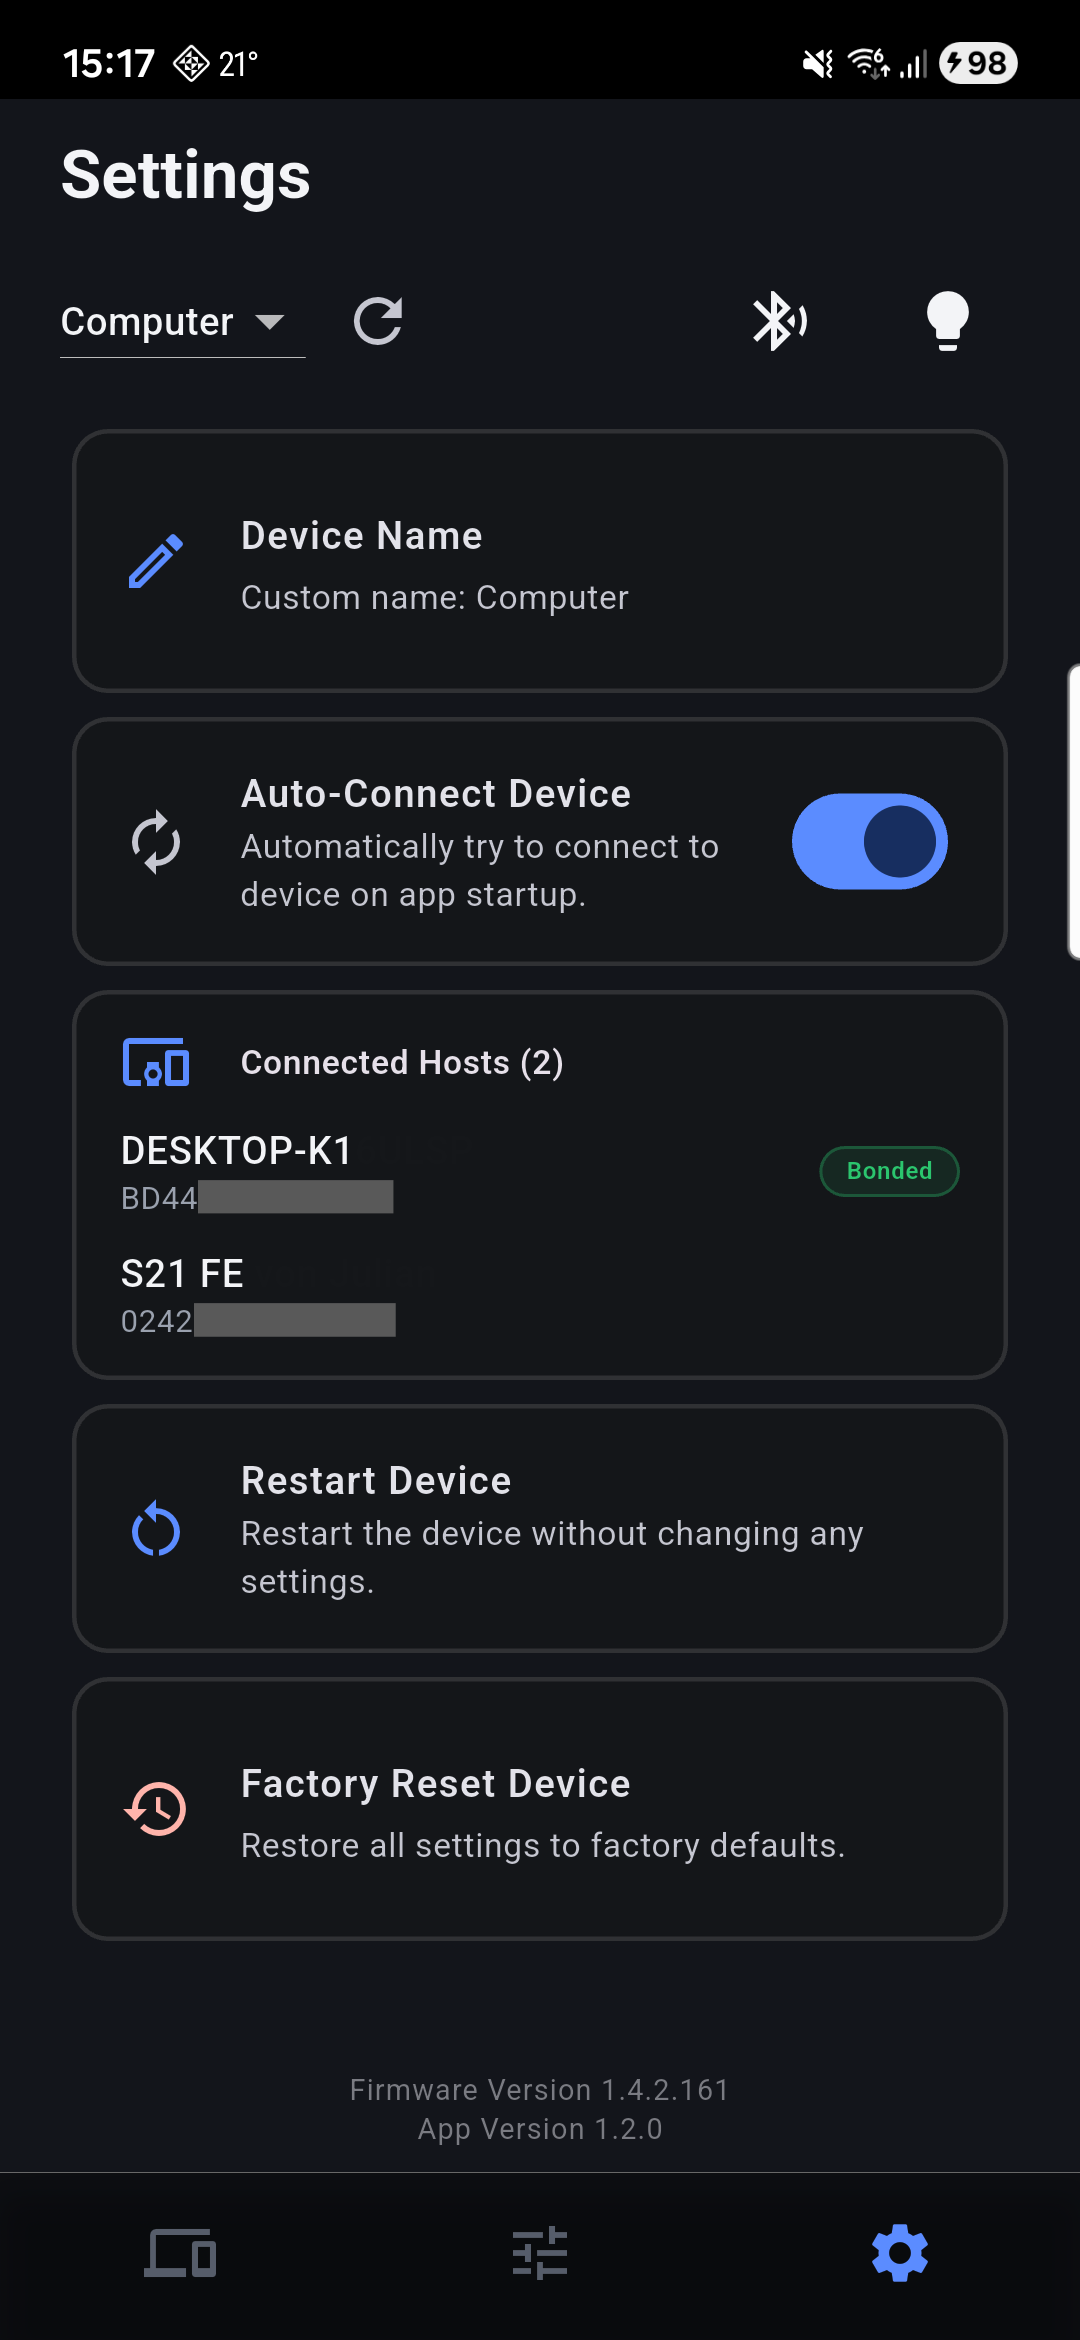 15:17 21° 6 98
Settings
Computer
Device Name
Custom name: Computer
Auto-Connect Device
Automatically try to connect to
device on app startup.
Connected Hosts (2)
DESKTOP-K1
BD44
Bonded
S21 FE
0242
Restart Device
Restart the device without changing any
settings.
Factory Reset Device
Restore all settings to factory defaults.
Firmware Version 1.4.2.161
App Version 1.2.0